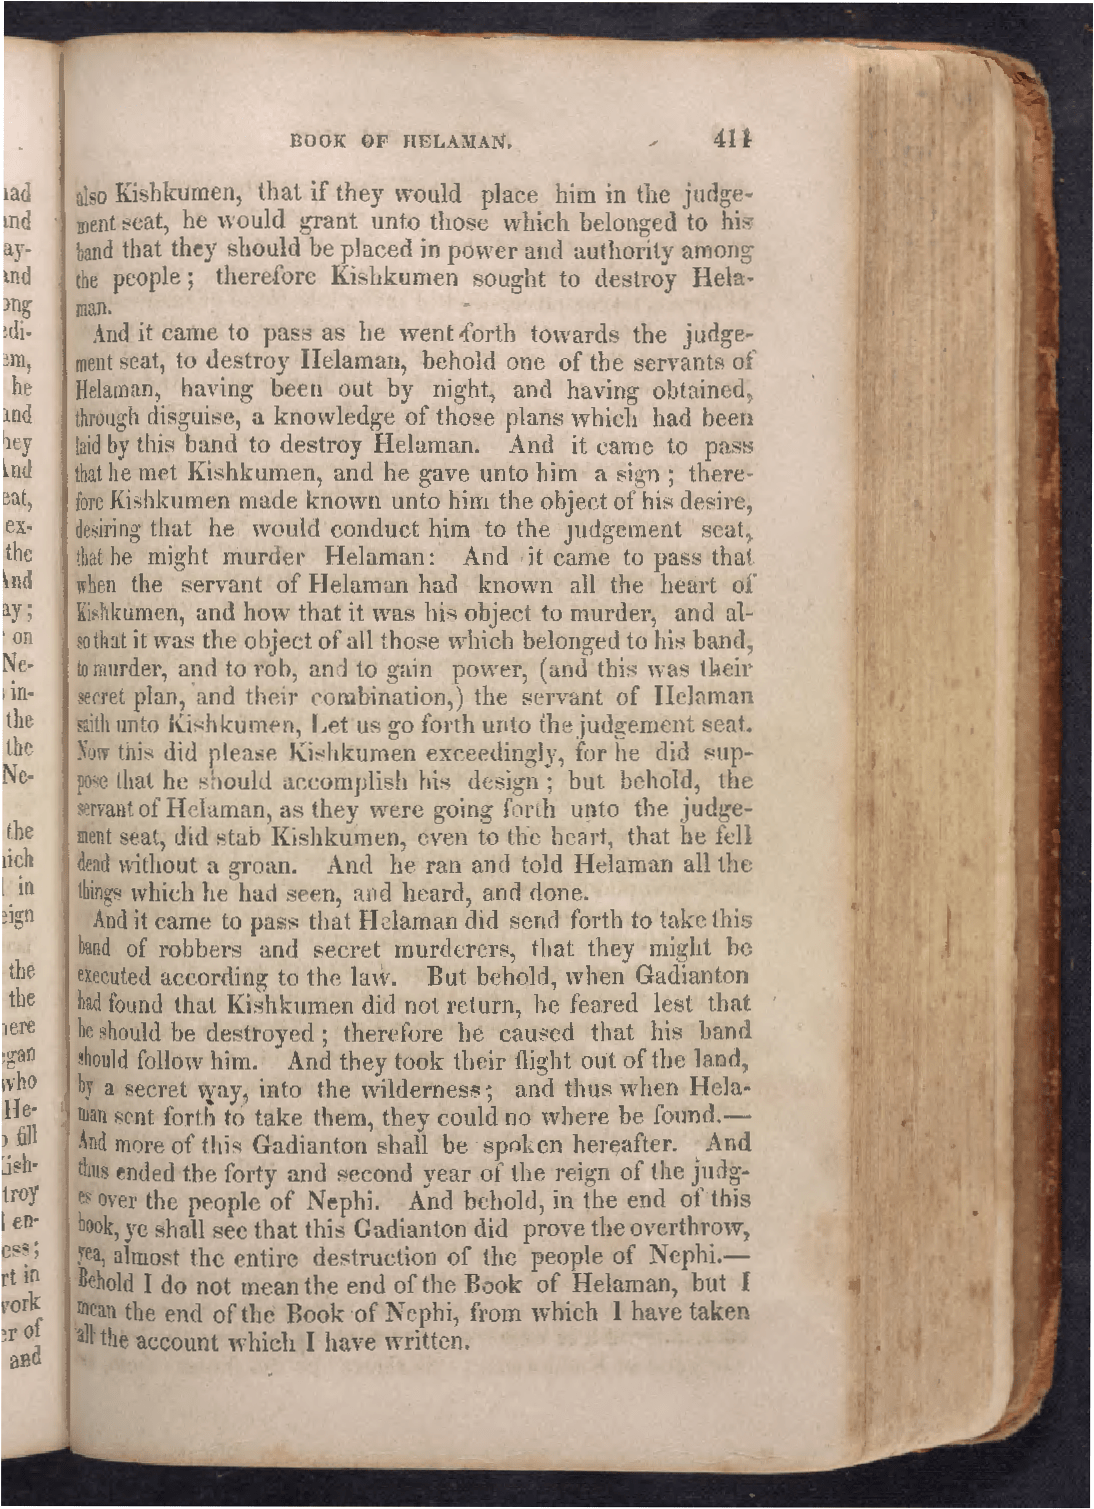 BOOK OF HELAMAN. 411
also Kishkumen, that if they would place him in the judge-
ment seat, he would grant unto those which belonged to his
band that they should be placed in power and authority among
the people; therefore Kishkumen sought to destroy Hela-
man.
And it came to pass as he went forth towards the judge-
ment seat, to destroy Helaman, behold one of the servants of
Helaman, having been out by night, and having obtained,
through disguise, a knowledge of those plans which had been
laid by this band to destroy Helaman. And it came to pass
that he met Kishkumen, and he gave unto him a sign; there-
fore Kishkumen made known unto him the object of his desire,
desiring that he would conduct him to the judgement seat,
that he might murder Helaman: And it came to pass that
when the servant of Helaman had known all the heart of
Kishkumen, and how that it was his object to murder, and al-
so that it was the object of all those which belonged to his band,
to murder, and to rob, and to gain power, (and this was their
secret plan, and their combination,) the servant of Helaman
saith unto Kishkumen, Let us go forth unto the judgement seat.
Now this did please Kishkumen exceedingly, for he did sup-
pose that he should accomplish his design; but behold, the
servant of Helaman, as they were going forth unto the judge-
ment seat, did stab Kishkumen, even to the heart, that he fell
dead without a groan. And he ran and told Helaman all the
things which he had seen, and heard, and done.
And it came to pass that Helaman did send forth to take this
band of robbers and secret murderers, that they might be
executed according to the law. But behold, when Gadianton
had found that Kishkumen did not return, he feared lest that
he should be destroyed; therefore he caused that his band
should follow him. And they took their flight out of the land,
by a secret way, into the wilderness; and thus when Hela-
man sent forth to take them, they could no where be found.—
And more of this Gadianton shall be spoken hereafter. And
thus ended the forty and second year of the reign of the judg-
es over the people of Nephi. And behold, in the end of this
book, ye shall see that this Gadianton did prove the overthrow,
yea, almost the entire destruction of the people of Nephi.—
Behold I do not mean the end of the Book of Helaman, but I
mean the end of the Book of Nephi, from which I have taken
all the account which I have written.